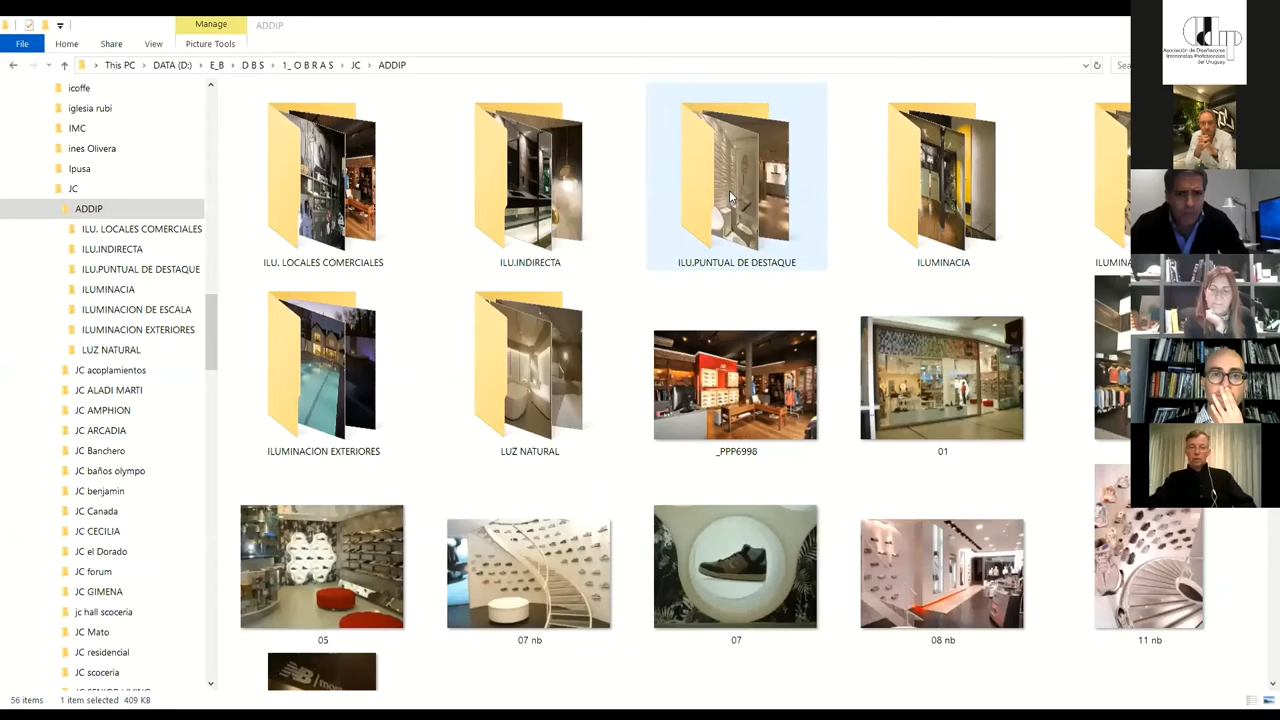 Manage
ADDIP
File
Home
Share
View
Picture Tools
This PC
DATA (D:)
E_B
D B S
1_ O B R A S
JC
ADDIP
Sea
icoffe
iglesia rubi
IMC
ines Olivera
Ipusa
JC
ADDIP
ILU. LOCALES COMERCIALES
ILU.INDIRECTA
ILU.PUNTUAL DE DESTAQUE
ILUMINACIA
ILUMINACION DE ESCALA
ILUMINACION EXTERIORES
LUZ NATURAL
JC acoplamientos
JC ALADI MARTI
JC AMPHION
JC ARCADIA
JC Banchero
JC baños olympo
JC benjamin
JC Canada
JC CECILIA
JC el Dorado
JC forum
JC GIMENA
jc hall scoceria
JC Mato
JC residencial
JC scoceria
JC SENIOR LIVING
ILU. LOCALES COMERCIALES
ILU.INDIRECTA
ILU.PUNTUAL DE DESTAQUE
ILUMINACIA
ILUMINA
ILUMINACION EXTERIORES
LUZ NATURAL
_PPP6998
01
05
07 nb
07
08 nb
11 nb
56 items
1 item selected
409 KB
Asociación de Diseñadores
Interioristas Profesionales
del Uruguay